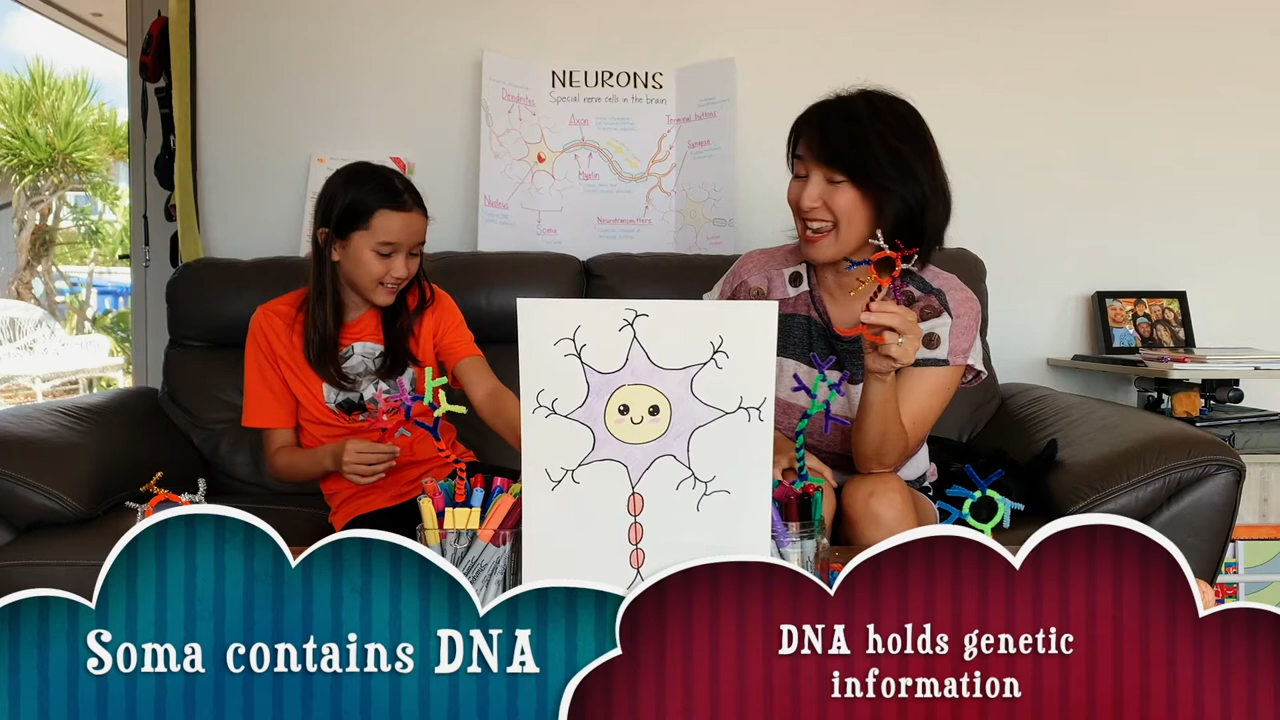 NEURONS
Special nerve cells in the brain
Dendrites
Axon
Terminal buttons
Synapse
Myelin
Nucleus
Soma
Neurotransmitters
Soma contains DNA
DNA holds genetic
information